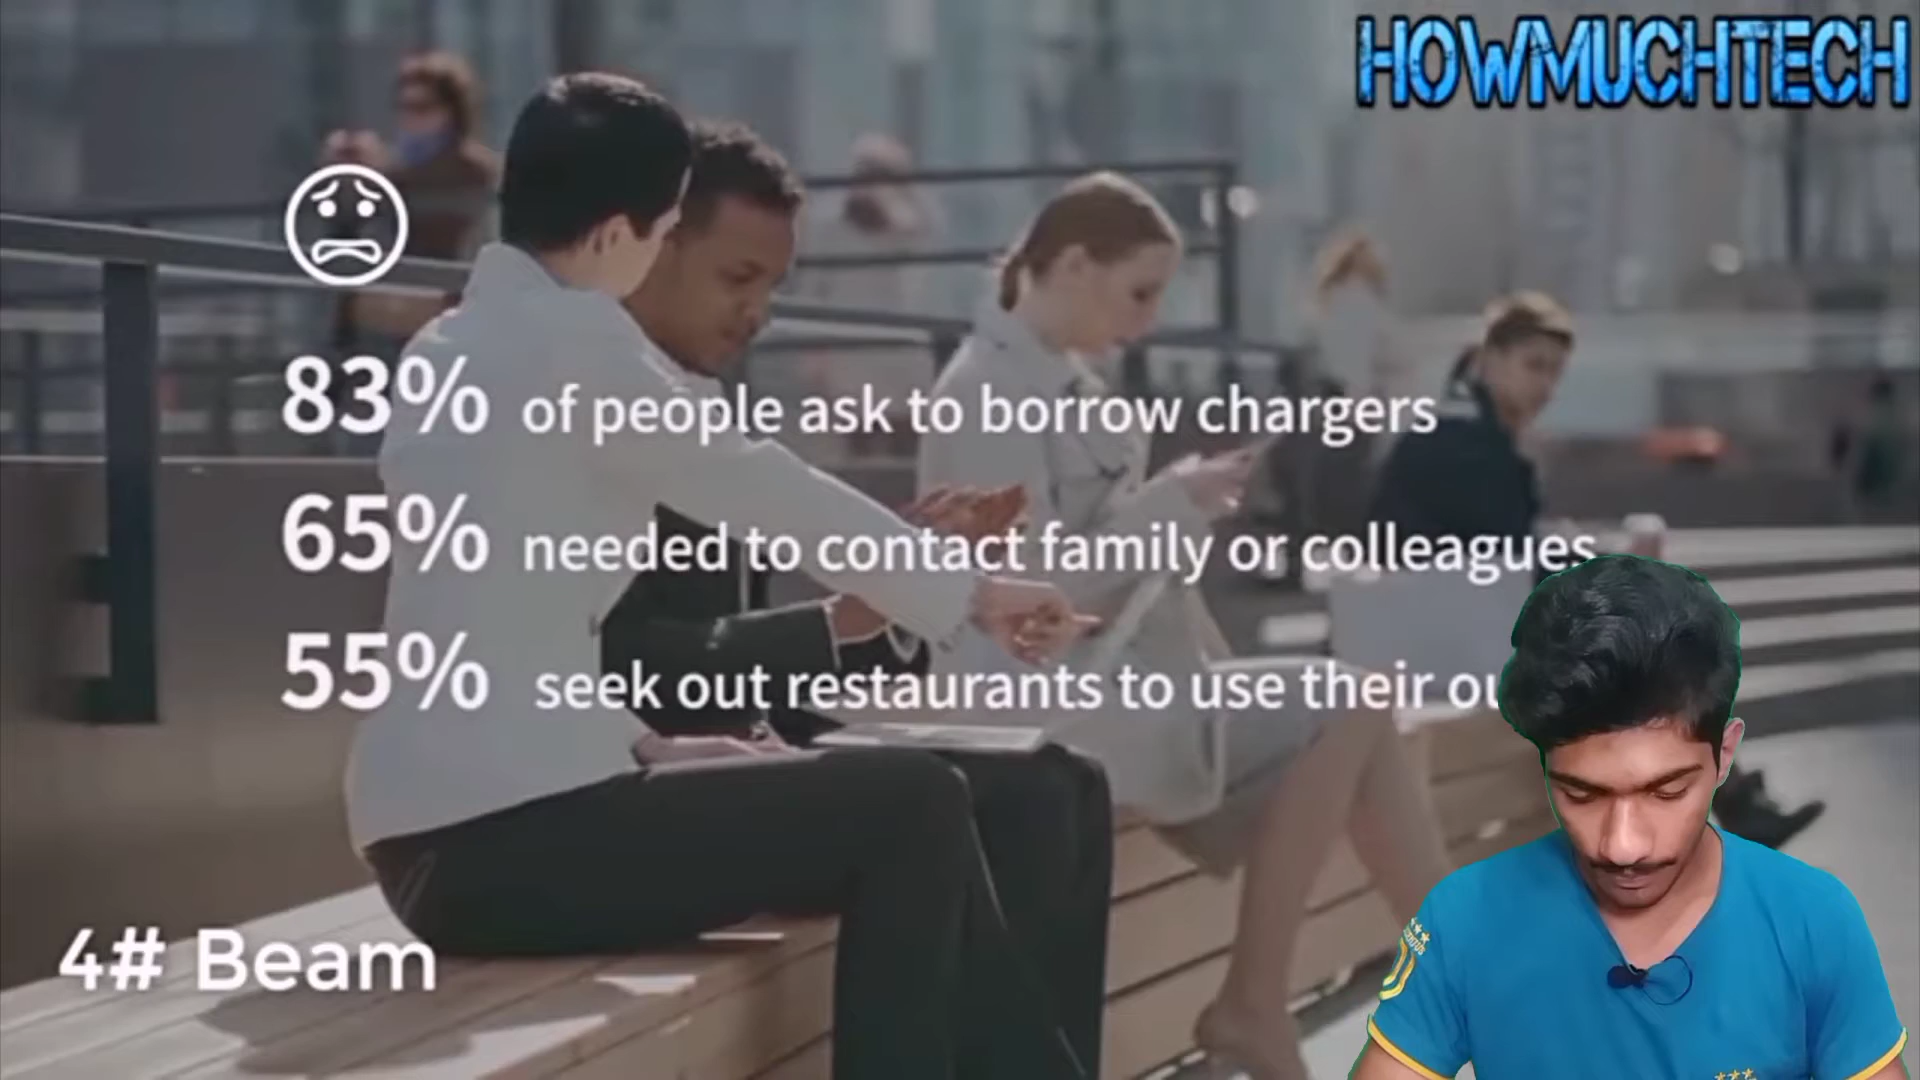 HOWMUCHTECH
83% of people ask to borrow chargers
65% needed to contact family or colleagues
55% seek out restaurants to use their
4# Beam